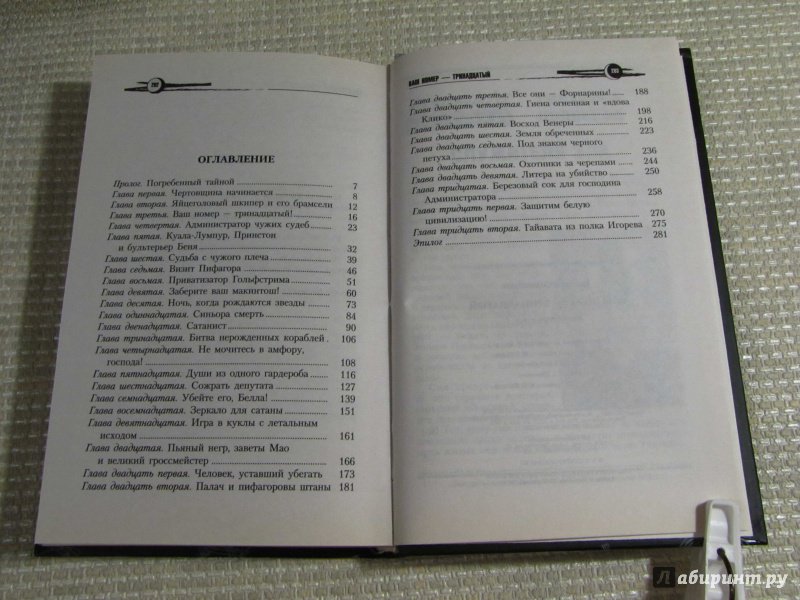 ОГЛАВЛЕНИЕ
Пролог. Погребенный тайной 7
Глава первая. Чертовщина начинается 8
Глава вторая. Яйцеголовый шкипер и его брамсели 12
Глава третья. Ваш номер — тринадцатый! 16
Глава четвертая. Администратор чужих судеб 23
Глава пятая. Куала-Лумпур, Принстон
и бультерьер Беня 32
Глава шестая. Судьба с чужого плеча 39
Глава седьмая. Визит Пифагора 46
Глава восьмая. Приватизатор Гольфстрима 51
Глава девятая. Заберите ваш макинтош! 60
Глава десятая. Ночь, когда рождаются звезды 73
Глава одиннадцатая. Синьора смерть 84
Глава двенадцатая. Сатанист 90
Глава тринадцатая. Битва нерожденных кораблей . 106
Глава четырнадцатая. Не мочитесь в амфору,
господа! 108
Глава пятнадцатая. Души из одного гардероба 116
Глава шестнадцатая. Сожрать депутата 127
Глава семнадцатая. Убейте его, Белла! 139
Глава восемнадцатая. Зеркало для сатаны 151
Глава девятнадцатая. Игра в куклы с летальным
исходом 161
Глава двадцатая. Пьяный негр, заветы Мао
и великий гроссмейстер 166
Глава двадцать первая. Человек, уставший убегать 173
Глава двадцать вторая. Палач и пифагоровы штаны 181
ВАШ НОМЕР — ТРИНАДЦАТЫЙ
Глава двадцать третья. Все они — Форнарины! 188
Глава двадцать четвертая. Гиена огненная и «вдова
Клико» 198
Глава двадцать пятая. Восход Венеры 216
Глава двадцать шестая. Земля обреченных 223
Глава двадцать седьмая. Под знаком черного
петуха 236
Глава двадцать восьмая. Охотники за черепами 244
Глава двадцать девятая. Литера на убийство 250
Глава тридцатая. Березовый сок для господина
Администратора 258
Глава тридцать первая. Защитим белую
цивилизацию! 270
Глава тридцать вторая. Гайавата из полка Игорева 275
Эпилог 281
Лабиринт.ру